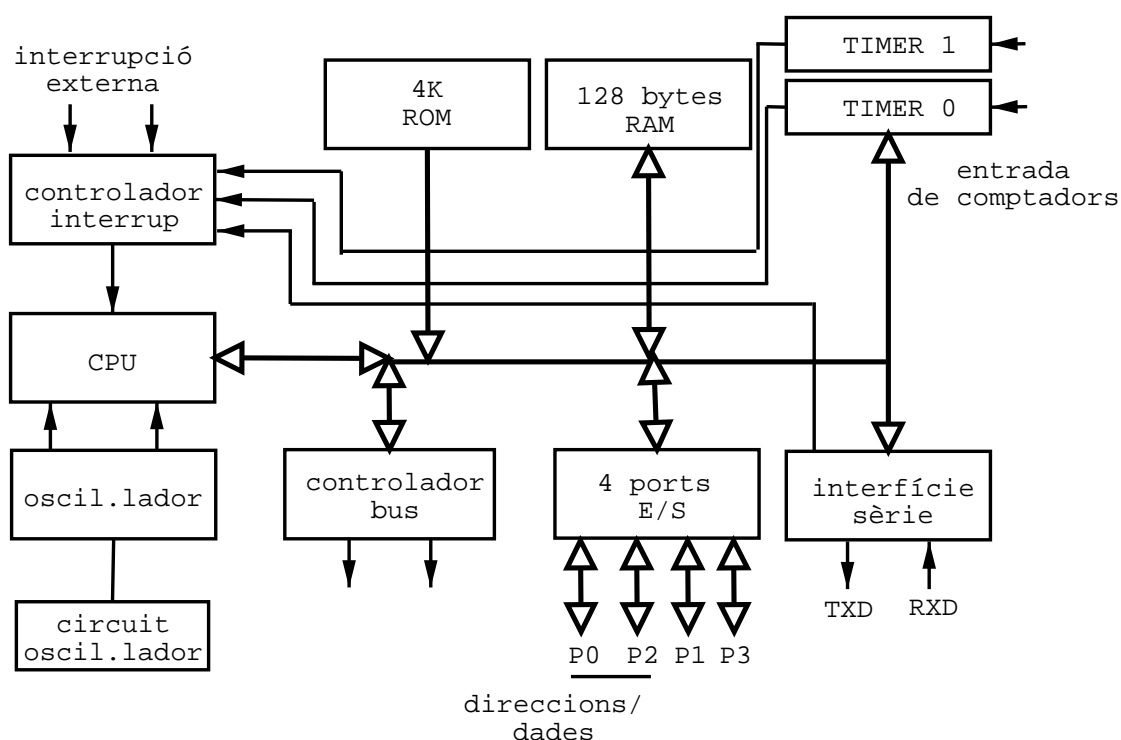 interrupció
externa
4K
ROM
128 bytes
RAM
TIMER 1
TIMER 0
entrada
de comptadors
controlador
interrup
CPU
oscil.lador
controlador
bus
4 ports
E/S
interfície
sèrie
TXD
RXD
circuit
oscil.lador
P0 P2 P1 P3
direccions/
dades